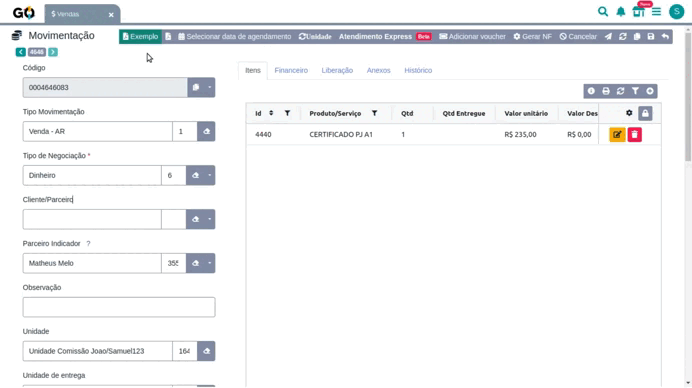 GO
$ Vendas ×
Novo
S
Movimentação
Exemplo Selecionar data de agendamento Unidade Atendimento Express Beta Adicionar voucher Gerar NF Cancelar
4646
Código
0004646083
Tipo Movimentação
Venda - AR 1
Tipo de Negociação *
Dinheiro 6
Cliente/Parceiro
Parceiro Indicador ?
Matheus Melo 355
Observação
Unidade
Unidade Comissão Joao/Samuel123 164
Unidade de entrega
Itens Financeiro Liberação Anexos Histórico
Id Produto/Serviço Qtd Qtd Entregue Valor unitário Valor Des
4440 CERTIFICADO PJ A1 1 R$ 235,00 R$ 0,00